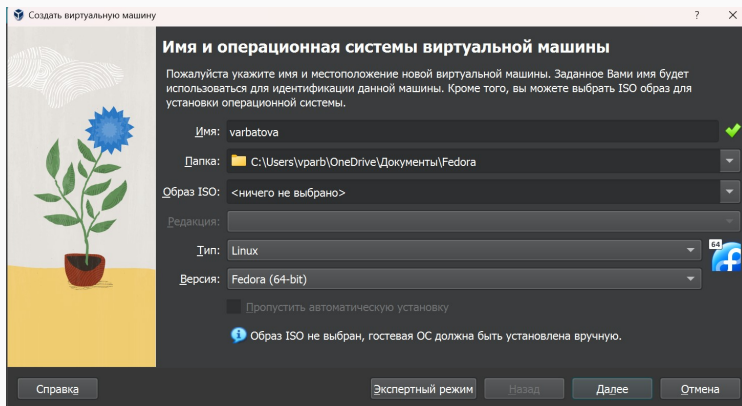 Создать виртуальную машину
?
Имя и операционная системы виртуальной машины
Пожалуйста укажите имя и местоположение новой виртуальной машины. Заданное Вами имя будет
использоваться для идентификации данной машины. Кроме того, вы можете выбрать ISO образ для
установки операционной системы.
Имя: varbatova
Папка: C:\Users\vparb\OneDrive\Документы\Fedora
Образ ISO: <ничего не выбрано>
Редакция:
Тип: Linux
64
Версия: Fedora (64-bit)
Пропустить автоматическую установку
Образ ISO не выбран, гостевая ОС должна быть установлена вручную.
Справка Экспертный режим Назад Далее Отмена